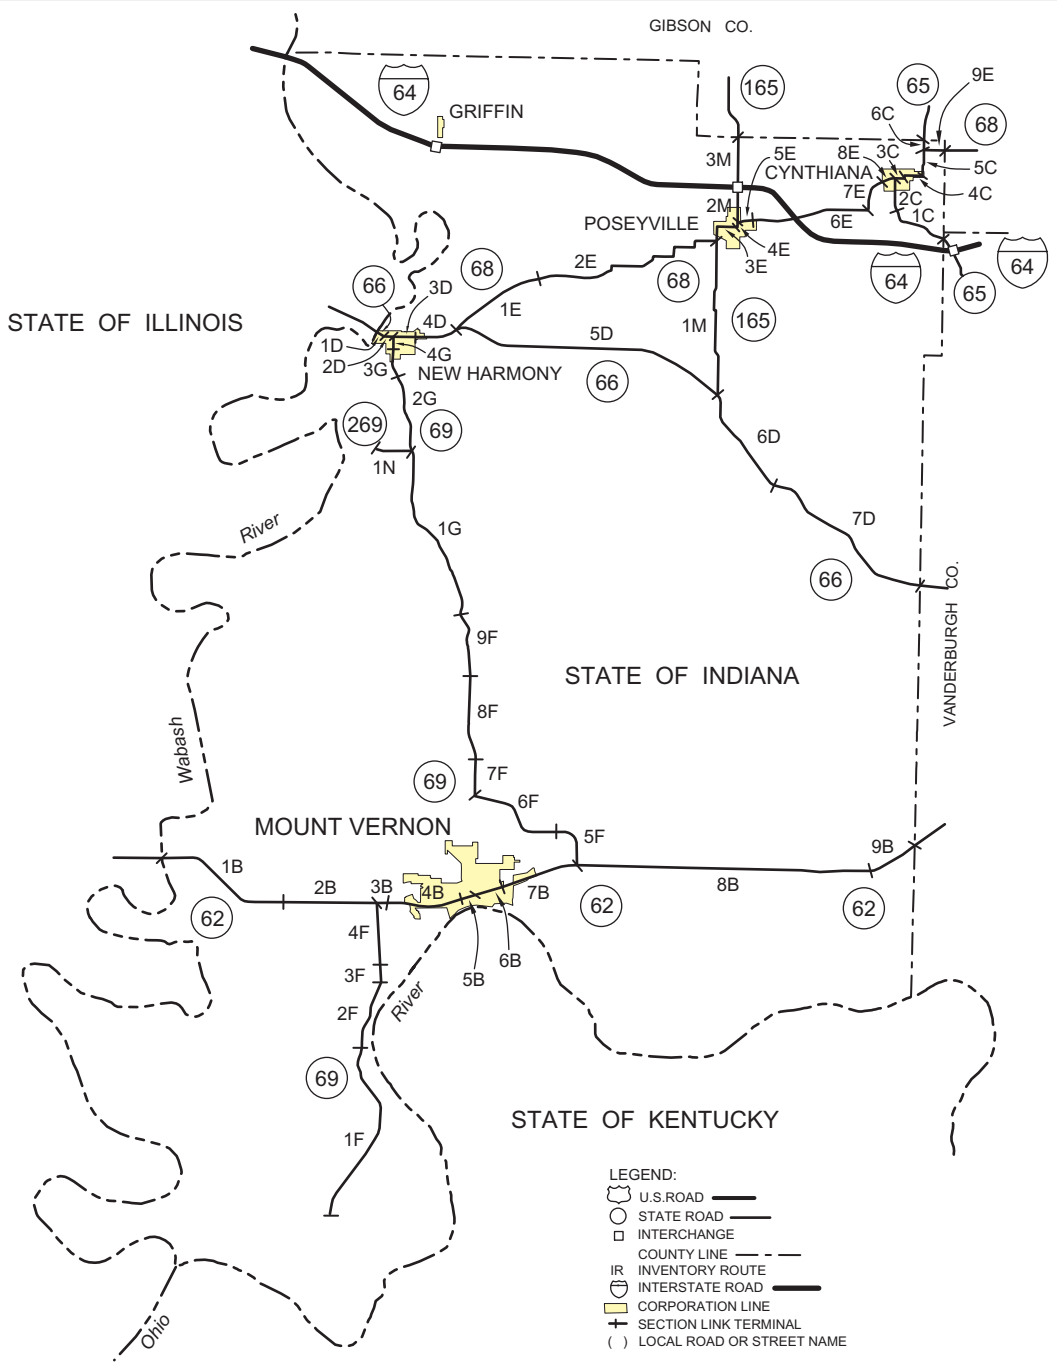 GIBSON CO.
64
GRIFFIN
165
65
9E
6C
68
3M
5E
8E
3C
CYNTHIANA
5C
7E
4C
2M
2C
1C
POSEYVILLE
6E
4E
3E
68
2E
64
64
66
3D
68
65
STATE OF ILLINOIS
4D
1E
1M
165
1D
4G
5D
2D
3G
NEW HARMONY
66
2G
269
69
6D
1N
River
1G
7D
66
VANDERBURGH CO.
9F
STATE OF INDIANA
8F
Wabash
69
7F
6F
MOUNT VERNON
5F
9B
1B
2B
3B
4B
7B
8B
62
62
62
4F
6B
3F
5B
2F
River
69
STATE OF KENTUCKY
1F
LEGEND:
U.S.ROAD
STATE ROAD
INTERCHANGE
COUNTY LINE
IR INVENTORY ROUTE
INTERSTATE ROAD
CORPORATION LINE
SECTION LINK TERMINAL
( ) LOCAL ROAD OR STREET NAME
Ohio